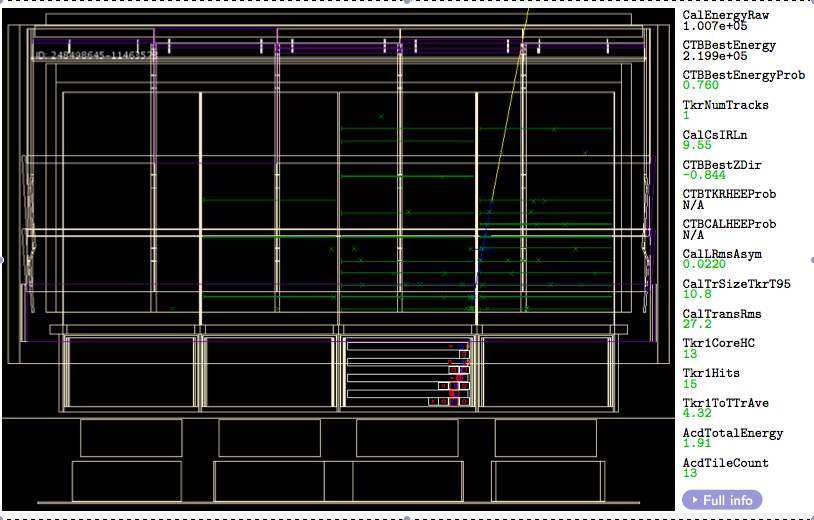 ID: 248498645-11463529
CalEnergyRaw
1.007e+05
CTBBestEnergy
2.199e+05
CTBBestEnergyProb
0.760
TkrNumTracks
1
CalCsIRLn
9.55
CTBBestZDir
-0.844
CTBTKRHEEProb
N/A
CTBCALHEEProb
N/A
CalLRmsAsym
0.0220
CalTrSizeTkrT95
10.8
CalTransRms
27.2
Tkr1CoreHC
13
Tkr1Hits
15
Tkr1ToTTrAve
4.32
AcdTotalEnergy
1.91
AcdTileCount
13
Full info